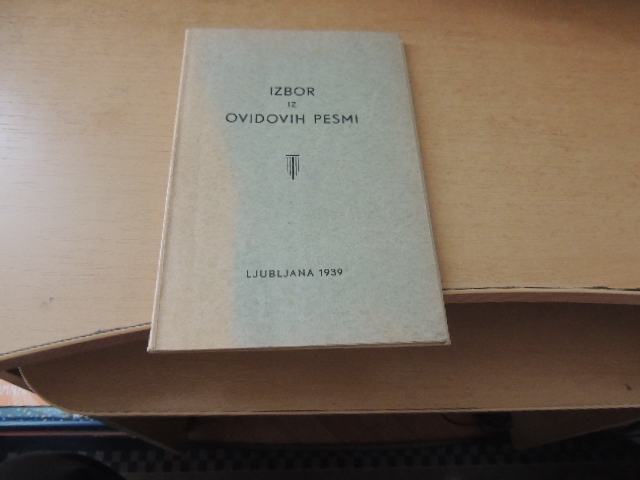 IZBOR
IZ
OVIDOVIH PESMI
LJUBLJANA 1939